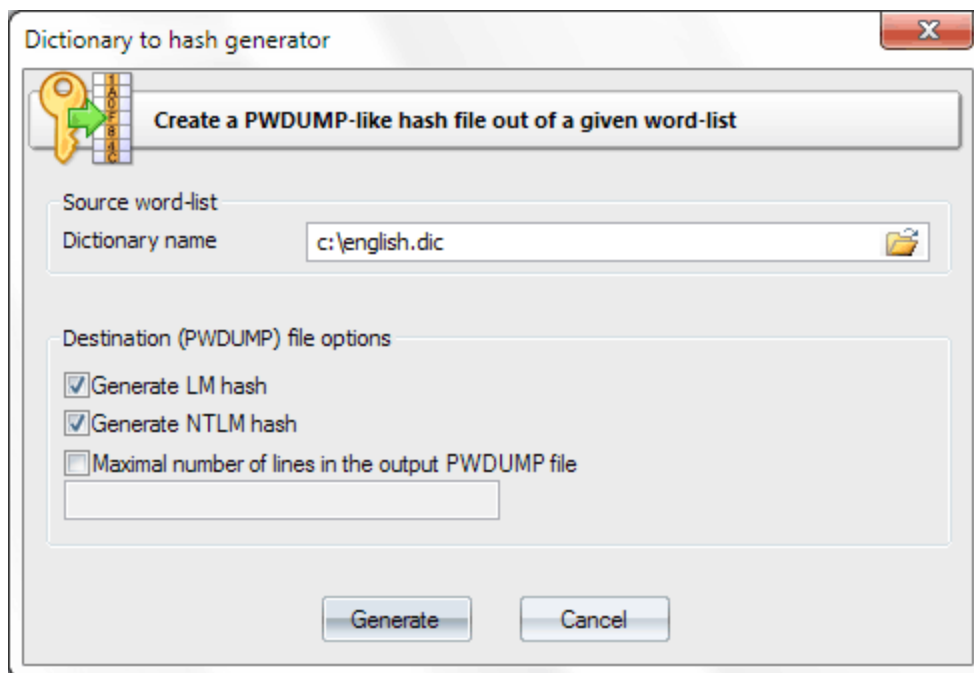 Dictionary to hash generator
Create a PWDUMP-like hash file out of a given word-list
Source word-list
Dictionary name
c:\english.dic
Destination (PWDUMP) file options
Generate LM hash
Generate NTLM hash
Maximal number of lines in the output PWDUMP file
Generate
Cancel